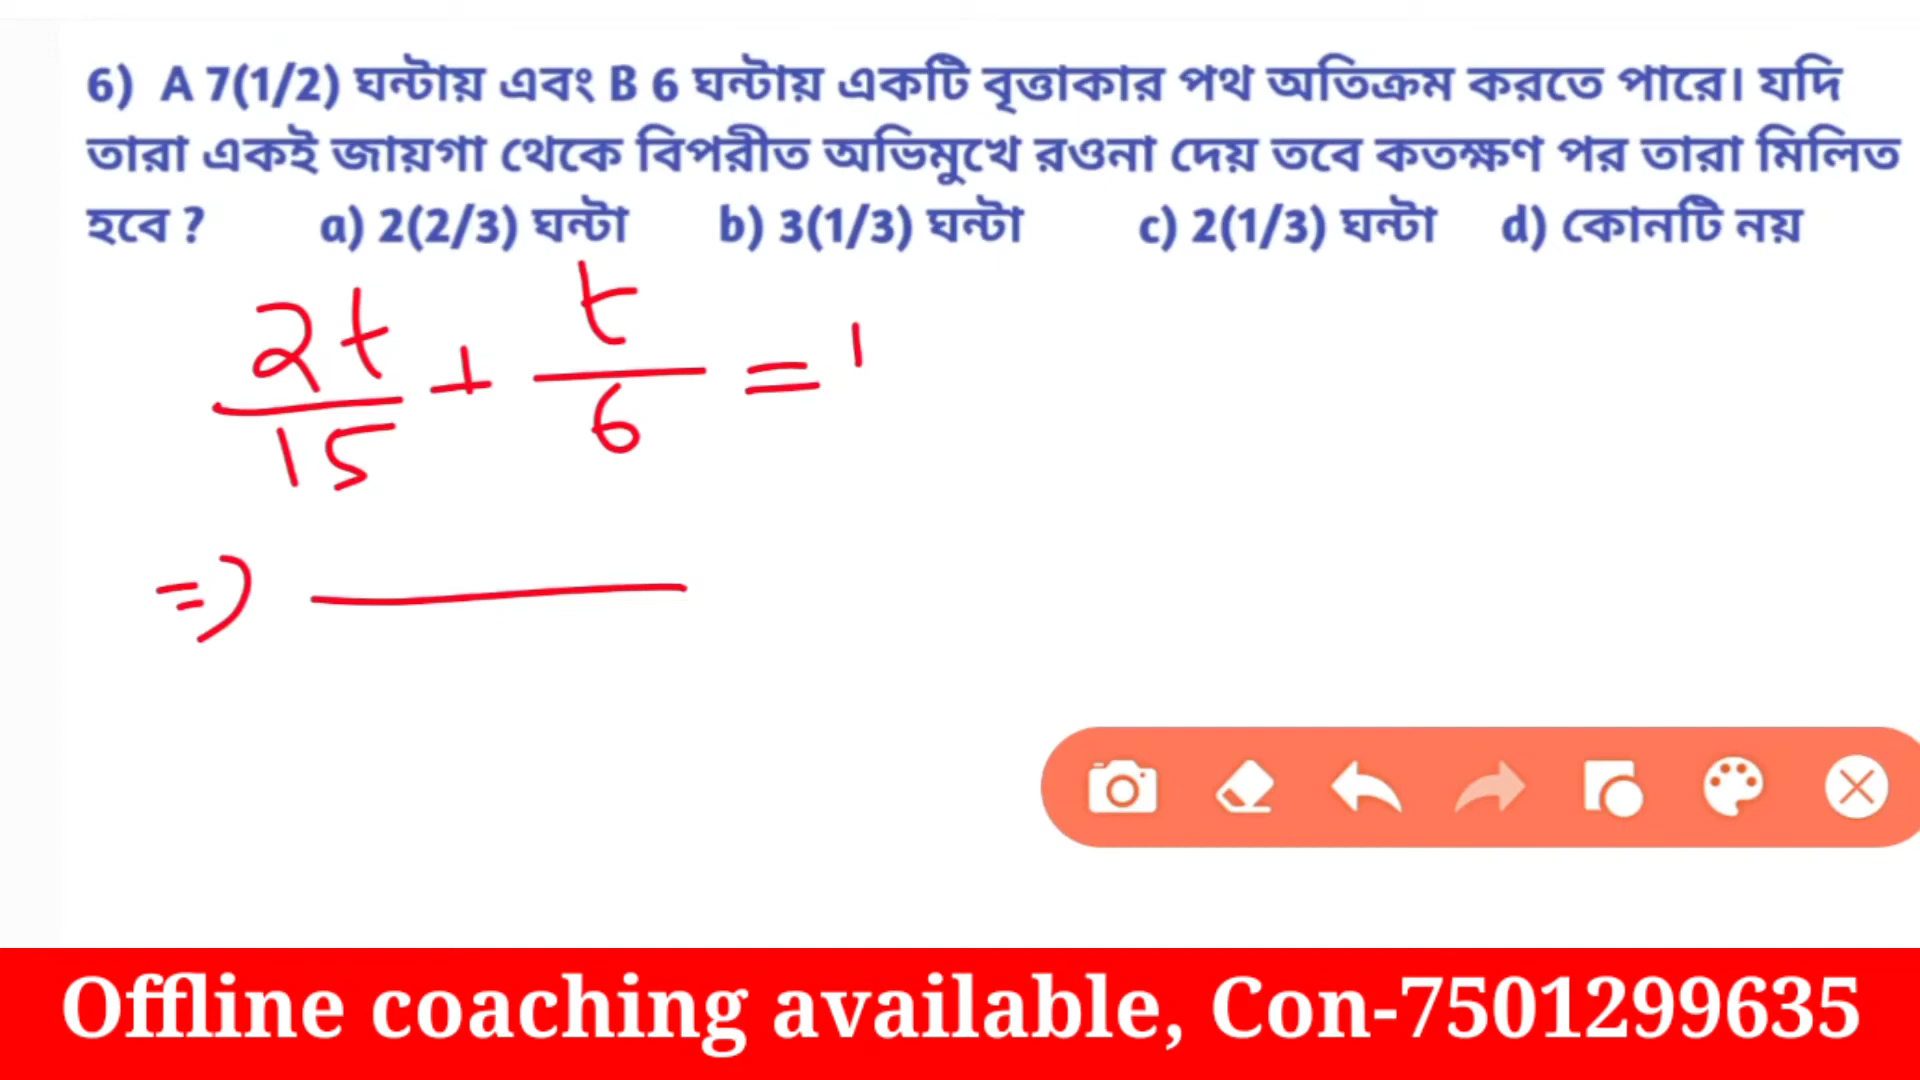 6) A 7(1/2) ঘন্টায় এবং B 6 ঘন্টায় একটি বৃত্তাকার পথ অতিক্রম করতে পারে। যদি
তারা একই জায়গা থেকে বিপরীত অভিমুখে রওনা দেয় তবে কতক্ষণ পর তারা মিলিত
হবে ? a) 2(2/3) ঘন্টা b) 3(1/3) ঘন্টা c) 2(1/3) ঘন্টা d) কোনটি নয়
2t/15 + t/6 = 1
=>
Offline coaching available, Con-7501299635